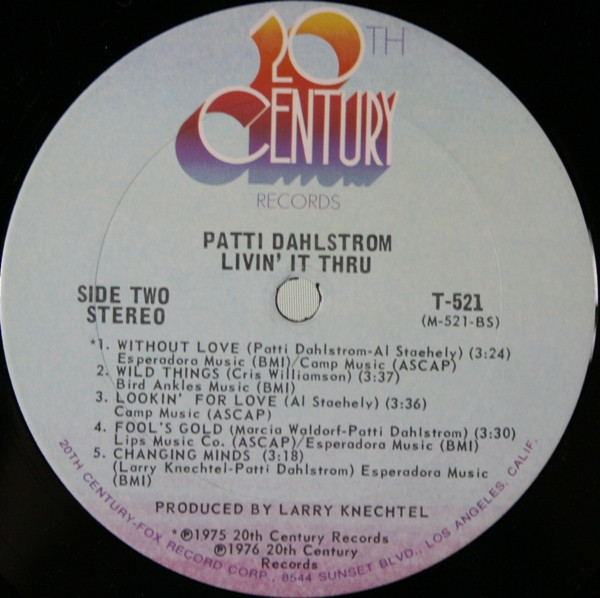 20TH
CENTURY
RECORDS
PATTI DAHLSTROM
LIVIN' IT THRU
SIDE TWO
STEREO
T-521
(M-521-BS)
*1. WITHOUT LOVE (Patti Dahlstrom-Al Staehely) (3:24)
Esperadora Music (BMI)/Camp Music (ASCAP)
2. WILD THINGS (Cris Williamson) (3:37)
Bird Ankles Music (BMI)
3. LOOKIN' FOR LOVE (Al Staehely) (3:36)
Camp Music (ASCAP)
4. FOOL'S GOLD (Marcia Waldorf-Patti Dahlstrom) (3:30)
Lips Music Co. (ASCAP)/Esperadora Music (BMI)
5. CHANGING MINDS (3:18)
(Larry Knechtel-Patti Dahlstrom) Esperadora Music
(BMI)
PRODUCED BY LARRY KNECHTEL
*℗1975 20th Century Records
℗1976 20th Century
Records
20TH CENTURY-FOX RECORD CORP., 8544 SUNSET BLVD., LOS ANGELES, CALIF.